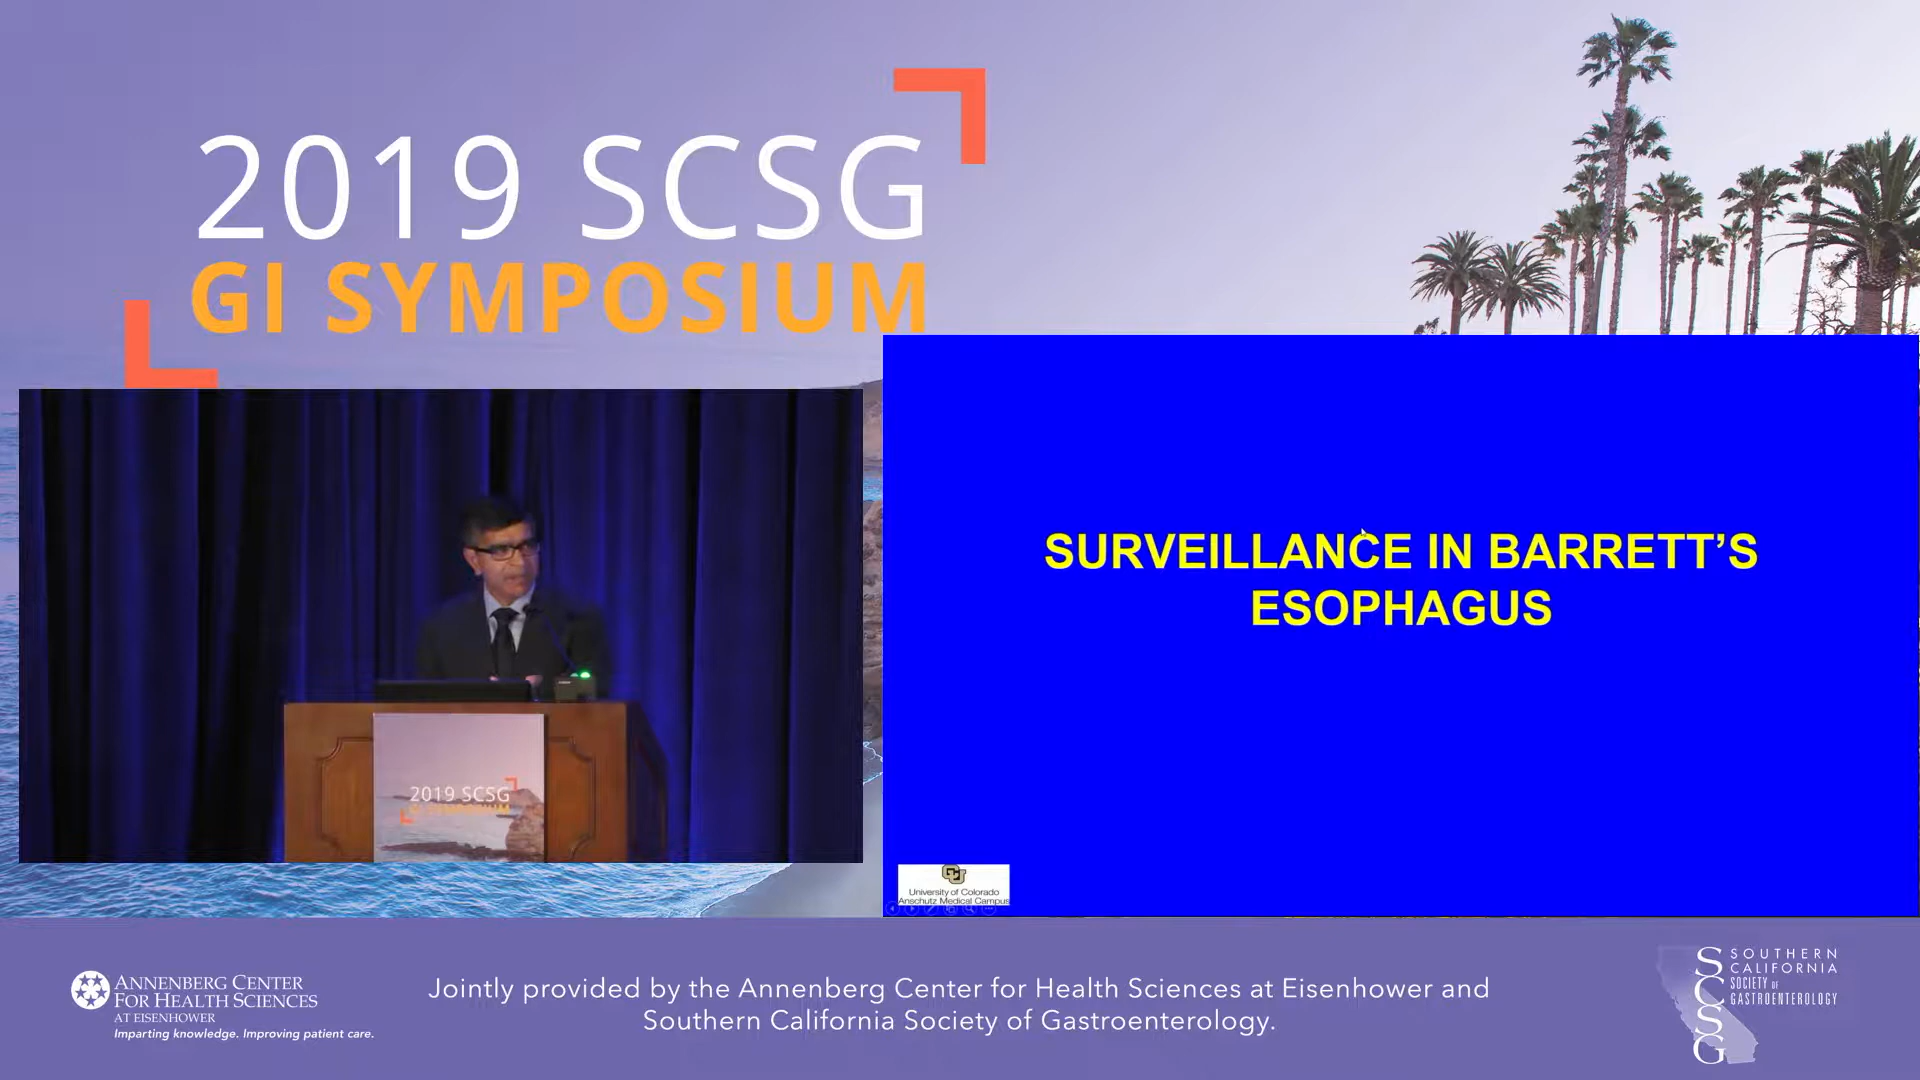 2019 SCSG
GI SYMPOSIUM
SURVEILLANCE IN BARRETT’S
ESOPHAGUS
2019 SCSG
GI SYMPOSIUM
University of Colorado
Anschutz Medical Campus
ANNENBERG CENTER
FOR HEALTH SCIENCES
AT EISENHOWER
Imparting knowledge. Improving patient care.
Jointly provided by the Annenberg Center for Health Sciences at Eisenhower and
Southern California Society of Gastroenterology.
SCSG
SOUTHERN
CALIFORNIA
SOCIETY OF
GASTROENTEROLOGY